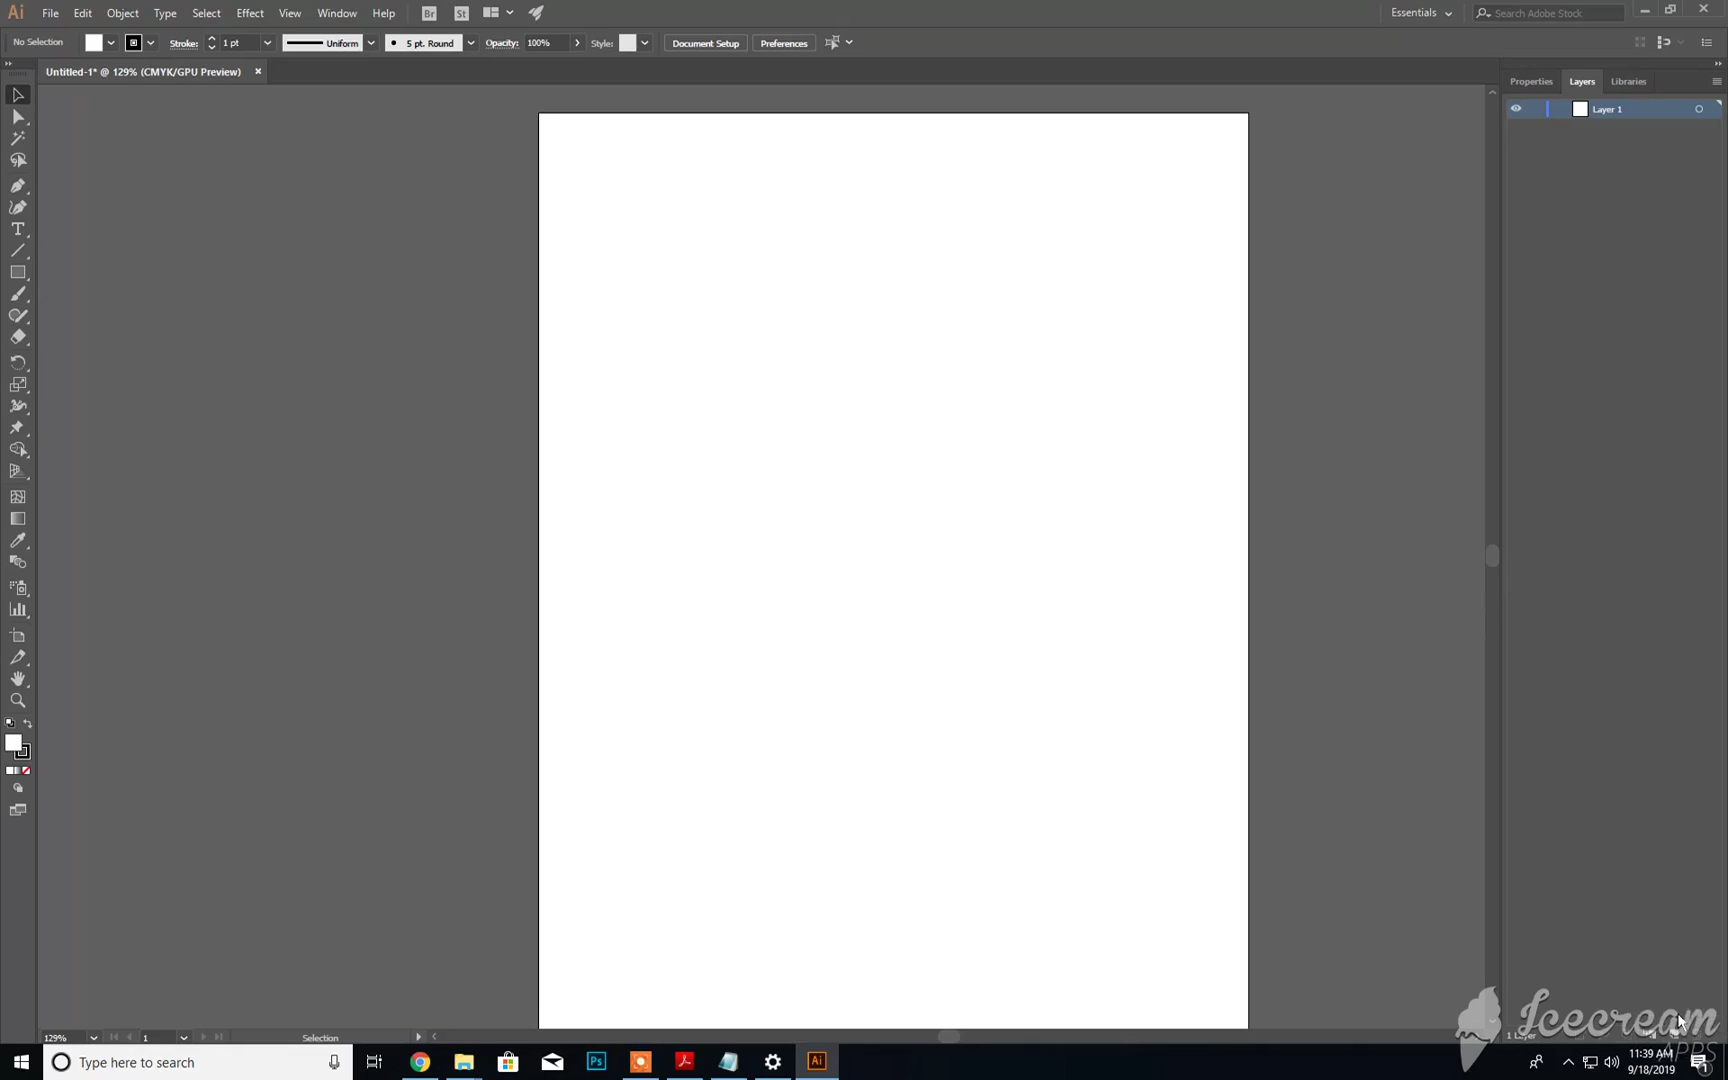 Ai File Edit Object Type Select Effect View Window Help Br St Essentials Search Adobe Stock
No Selection Stroke: 1 pt Uniform 5 pt. Round Opacity: 100% Style: Document Setup Preferences
Untitled-1* @ 129% (CMYK/GPU Preview) ×
Properties Layers Libraries
Layer 1
129% 1 Selection
1 Layer
Icecream
APPS
Type here to search Ps Ai
11:39 AM
9/18/2019
1